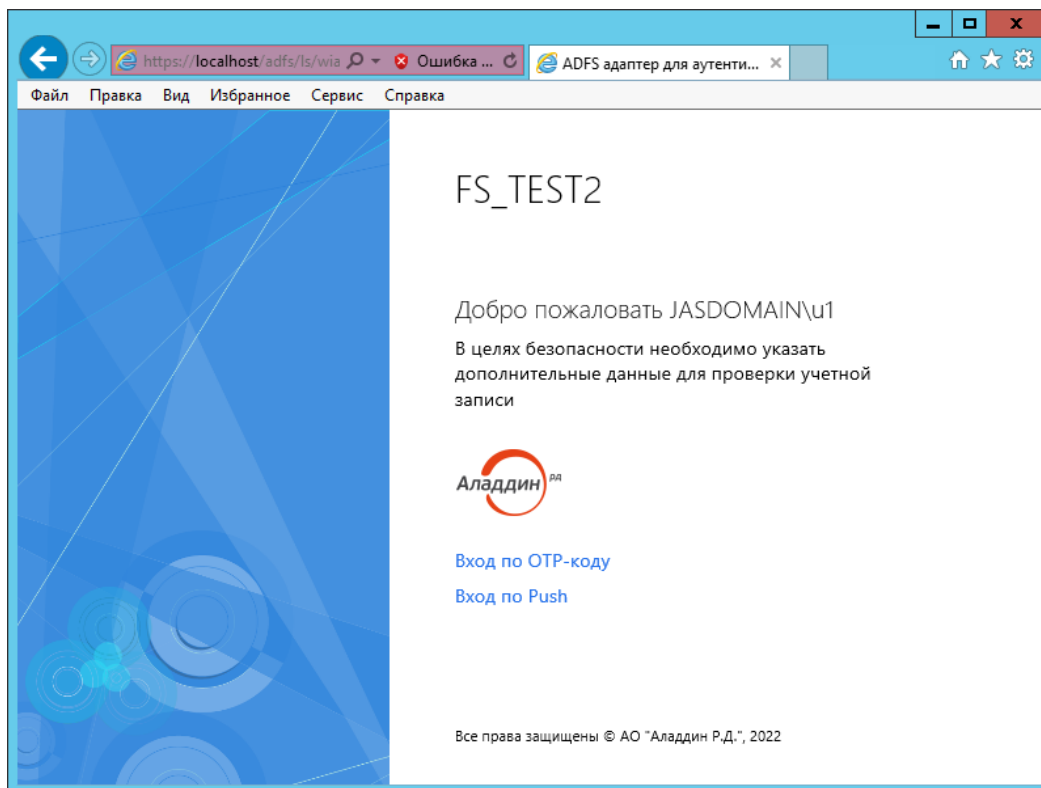 https://localhost/adfs/ls/wia
Ошибка ...
ADFS адаптер для аутенти...
Файл Правка Вид Избранное Сервис Справка
FS_TEST2
Добро пожаловать JASDOMAIN\u1
В целях безопасности необходимо указать
дополнительные данные для проверки учетной
записи
Аладдин РД
Вход по OTP-коду
Вход по Push
Все права защищены © АО "Аладдин Р.Д.", 2022